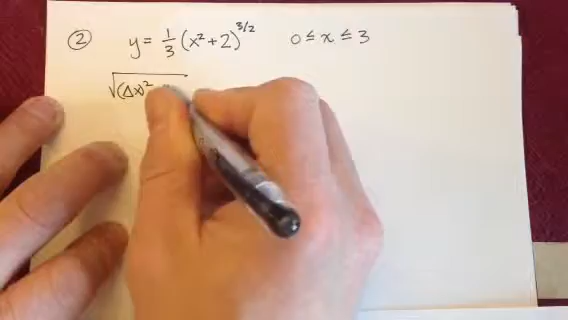 ② y = 1/3 (x² + 2)^3/2 0 ≤ x ≤ 3
√(Δx)²